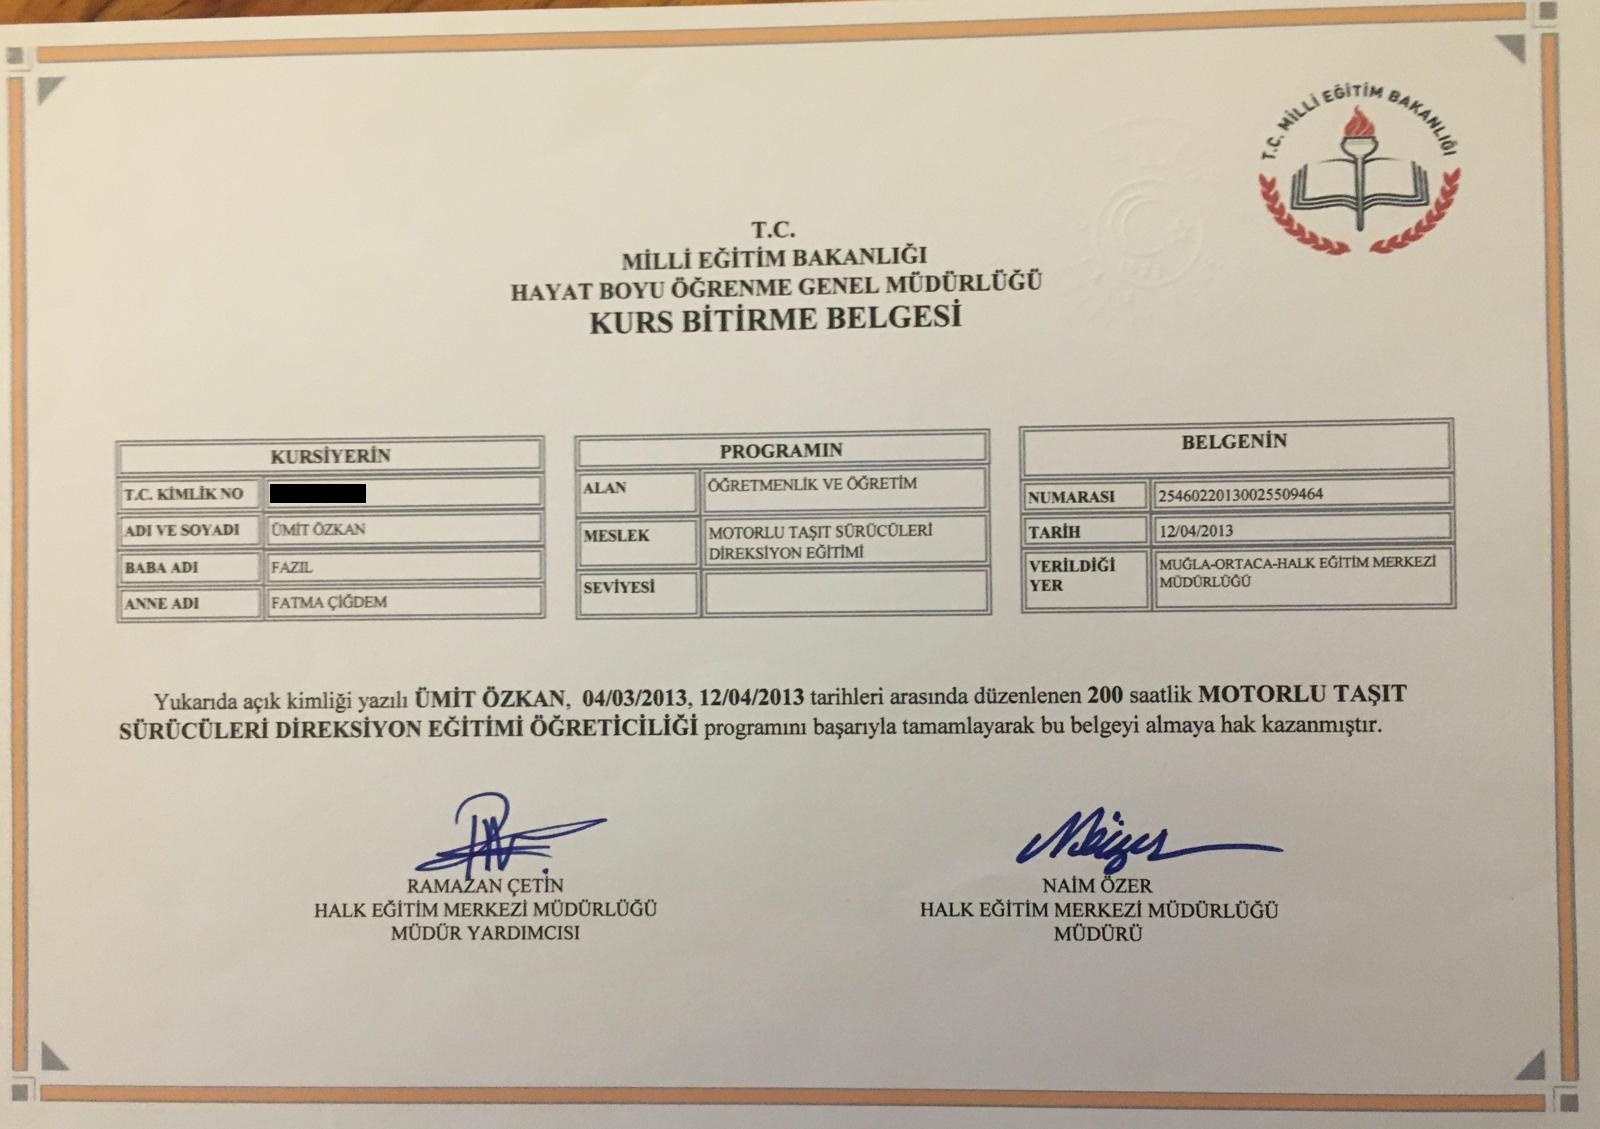 T.C. MİLLİ EĞİTİM BAKANLIĞI
T.C.
MİLLİ EĞİTİM BAKANLIĞI
HAYAT BOYU ÖĞRENME GENEL MÜDÜRLÜĞÜ
KURS BİTİRME BELGESİ
KURSİYERİN
T.C. KİMLİK NO
ADI VE SOYADI ÜMİT ÖZKAN
BABA ADI FAZIL
ANNE ADI FATMA ÇİĞDEM
PROGRAMIN
ALAN ÖĞRETMENLİK VE ÖĞRETİM
MESLEK MOTORLU TAŞIT SÜRÜCÜLERİ
DİREKSİYON EĞİTİMİ
SEVİYESİ
BELGENİN
NUMARASI 25460220130025509464
TARİH 12/04/2013
VERİLDİĞİ YER MUĞLA-ORTACA-HALK EĞİTİM MERKEZİ
MÜDÜRLÜĞÜ
Yukarıda açık kimliği yazılı ÜMİT ÖZKAN, 04/03/2013, 12/04/2013 tarihleri arasında düzenlenen 200 saatlik MOTORLU TAŞIT
SÜRÜCÜLERİ DİREKSİYON EĞİTİMİ ÖĞRETİCİLİĞİ programını başarıyla tamamlayarak bu belgeyi almaya hak kazanmıştır.
RAMAZAN ÇETİN
HALK EĞİTİM MERKEZİ MÜDÜRLÜĞÜ
MÜDÜR YARDIMCISI
NAİM ÖZER
HALK EĞİTİM MERKEZİ MÜDÜRLÜĞÜ
MÜDÜRÜ